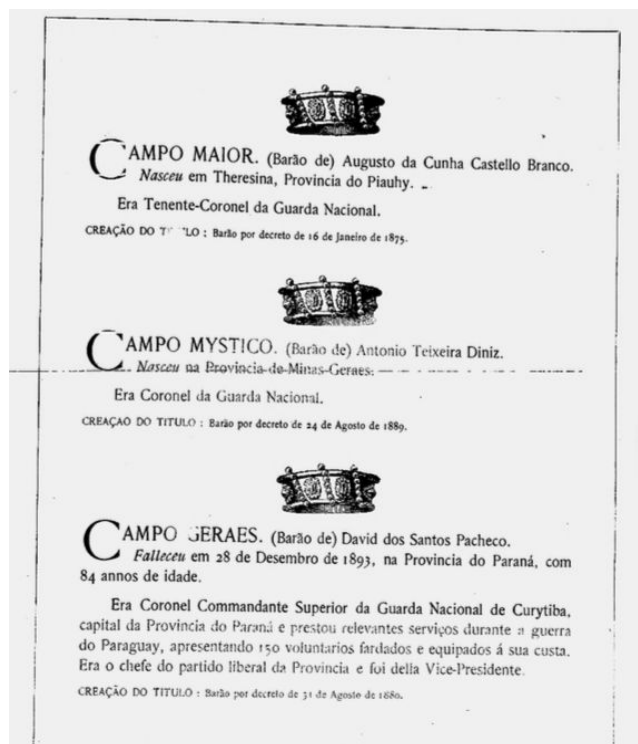 CAMPO MAIOR. (Barão de) Augusto da Cunha Castello Branco.
Nasceu em Theresina, Provincia do Piauhy.
Era Tenente-Coronel da Guarda Nacional.
CREAÇÃO DO T LO : Barão por decreto de 16 de Janeiro de 1875.
CAMPO MYSTICO. (Barão de) Antonio Teixeira Diniz.
Nasceu na Provincia de Minas-Geraes.
Era Coronel da Guarda Nacional.
CREAÇAO DO TITULO : Barão por decreto de 24 de Agosto de 1889.
CAMPO GERAES. (Barão de) David dos Santos Pacheco.
Falleceu em 28 de Desembro de 1893, na Provincia do Paraná, com
84 annos de idade.
Era Coronel Commandante Superior da Guarda Nacional de Curytiba,
capital da Provincia do Paraná e prestou relevantes serviços durante a guerra
do Paraguay, apresentando 150 voluntarios fardados e equipados á sua custa.
Era o chefe do partido liberal da Provincia e foi della Vice-Presidente.
CREAÇÃO DO TITULO : Barão por decreto de 31 de Agosto de 1880.